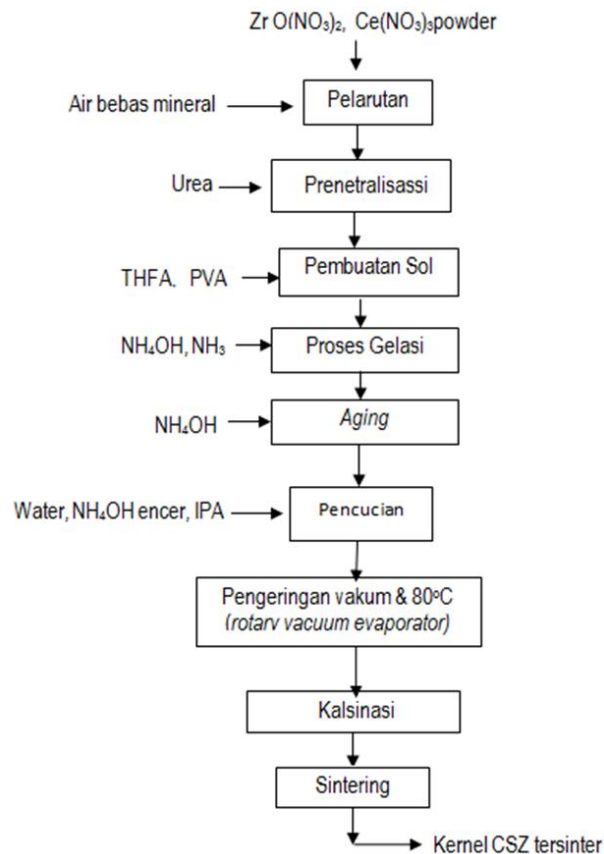 Zr O(NO₃)₂, Ce(NO₃)₃powder
Air bebas mineral
Pelarutan
Urea
Prenetralisassi
THFA, PVA
Pembuatan Sol
NH₄OH, NH₃
Proses Gelasi
NH₄OH
Aging
Water, NH₄OH encer, IPA
Pencucian
Pengeringan vakum & 80ºC
(rotary vacuum evaporator)
Kalsinasi
Sintering
Kernel CSZ tersinter